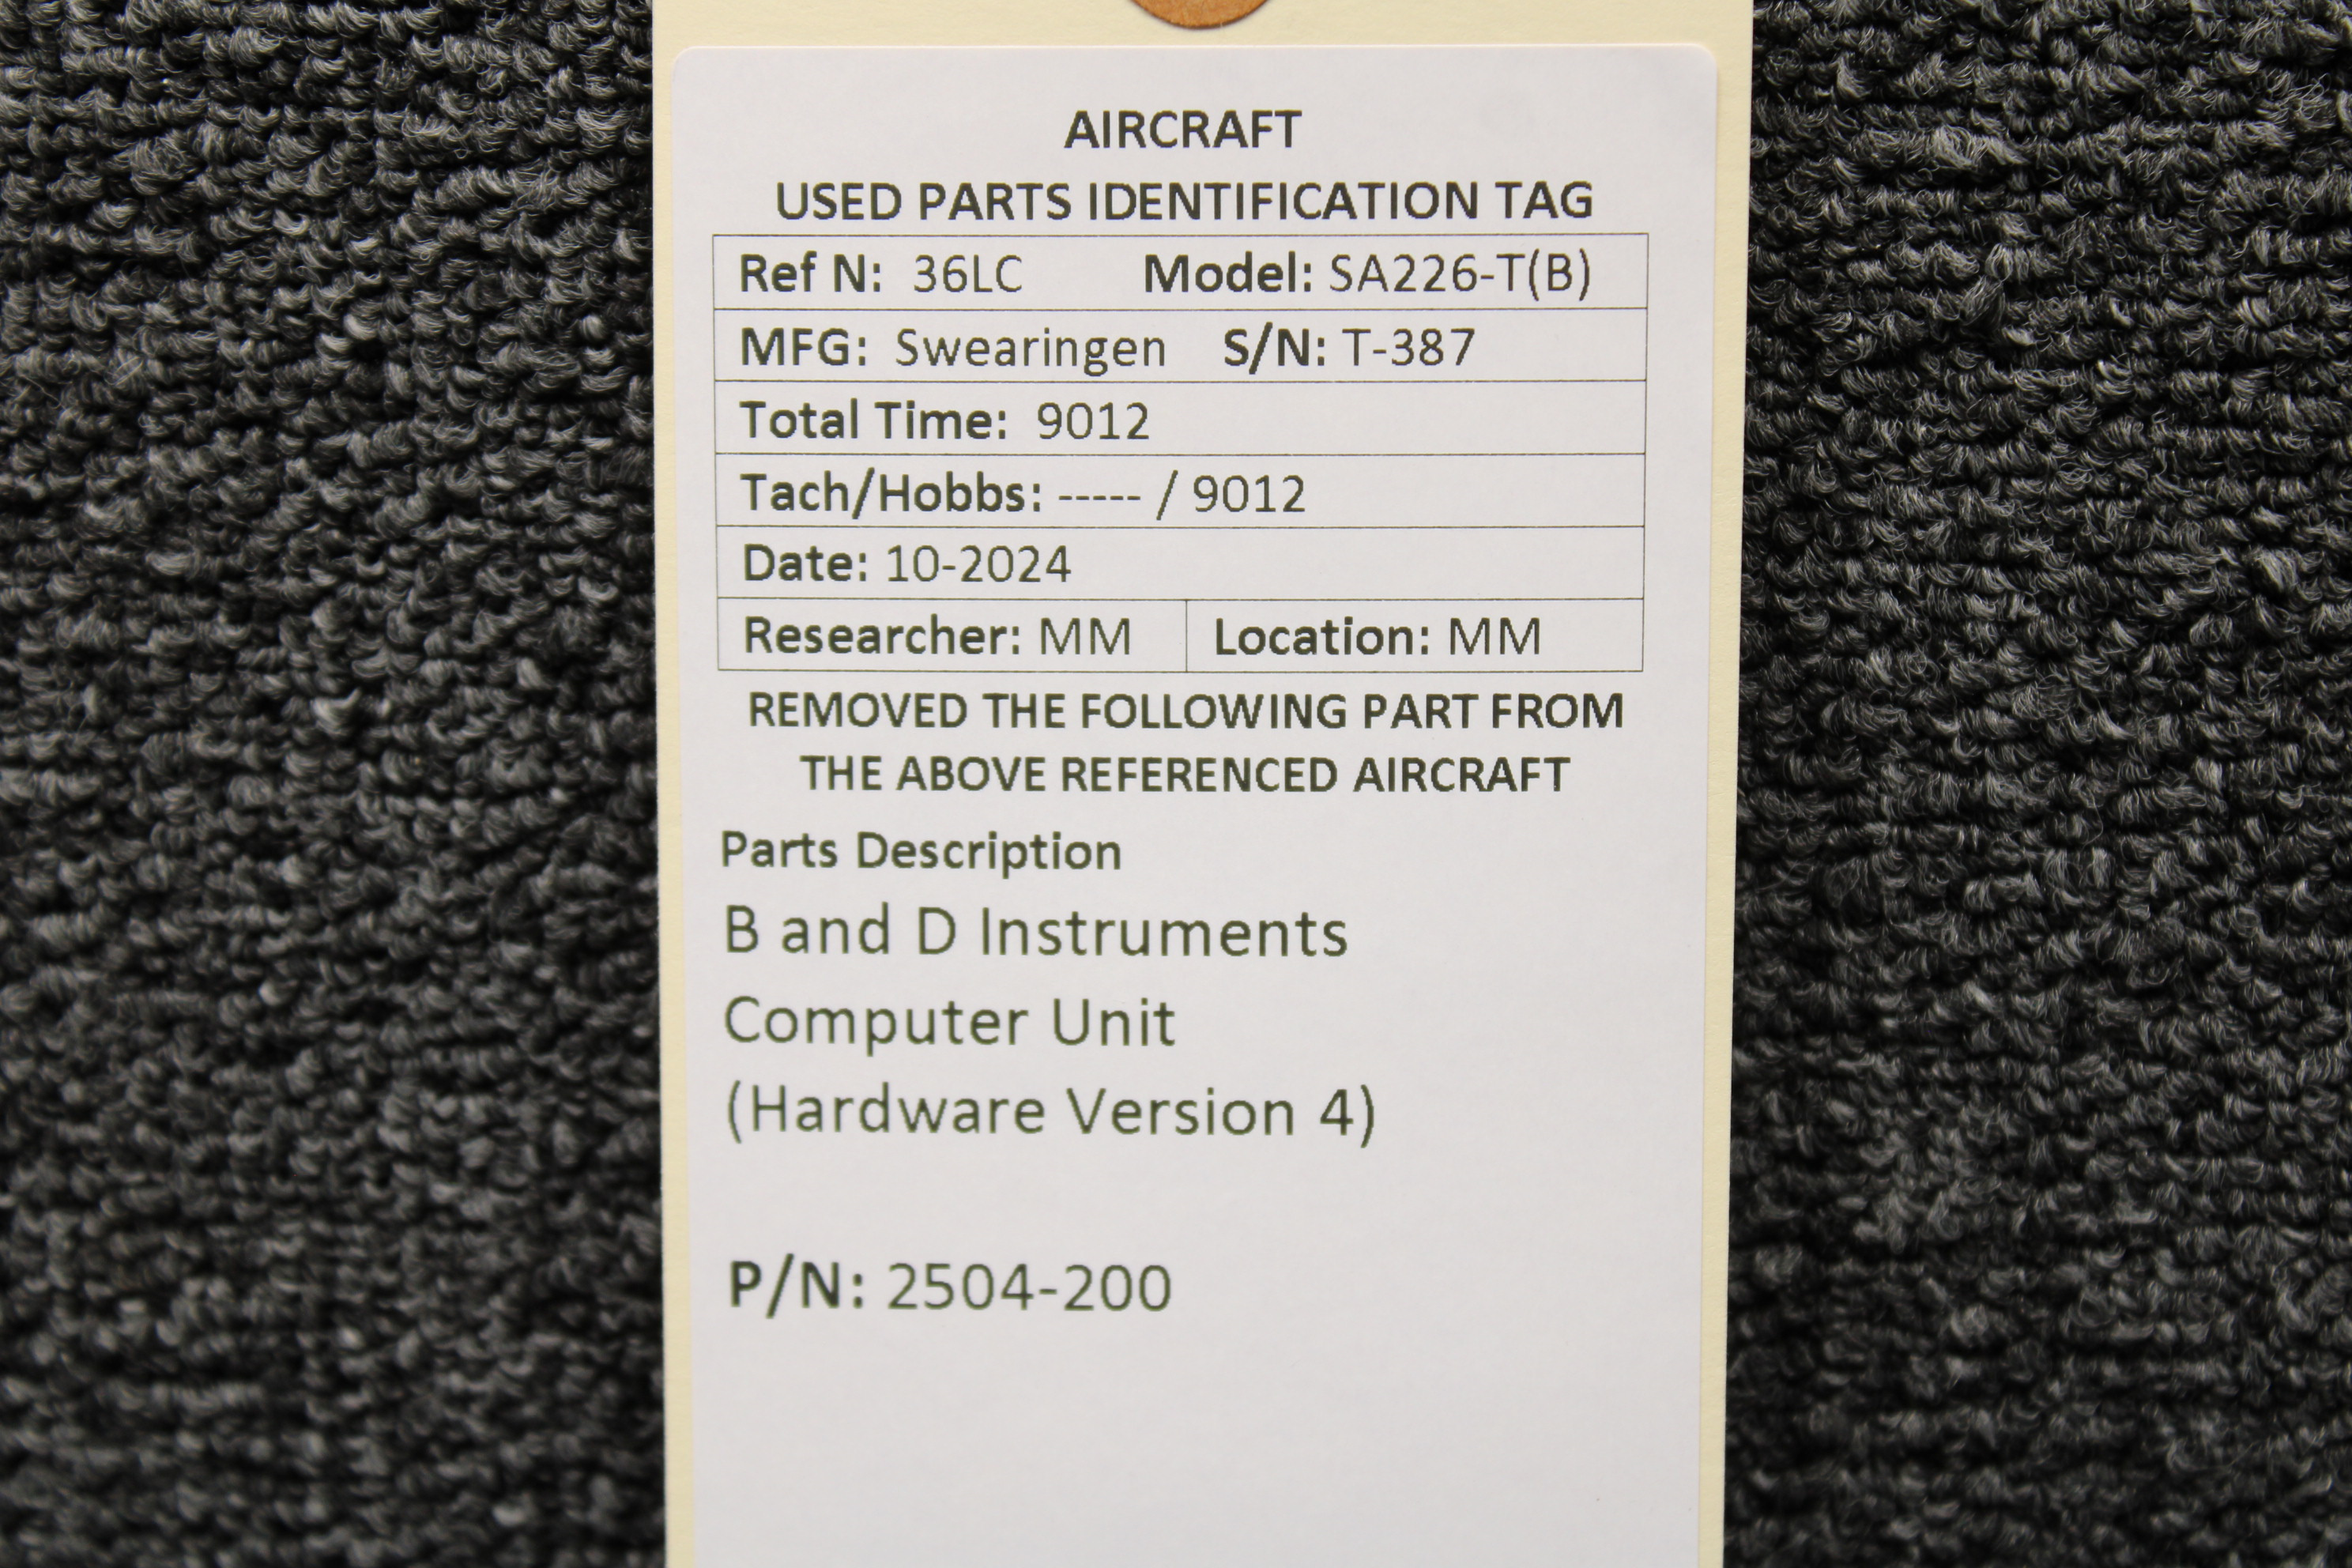 AIRCRAFT
USED PARTS IDENTIFICATION TAG
Ref N: 36LC Model: SA226-T(B)
MFG: Swearingen S/N: T-387
Total Time: 9012
Tach/Hobbs: ----- / 9012
Date: 10-2024
Researcher: MM Location: MM
REMOVED THE FOLLOWING PART FROM
THE ABOVE REFERENCED AIRCRAFT
Parts Description
B and D Instruments
Computer Unit
(Hardware Version 4)
P/N: 2504-200